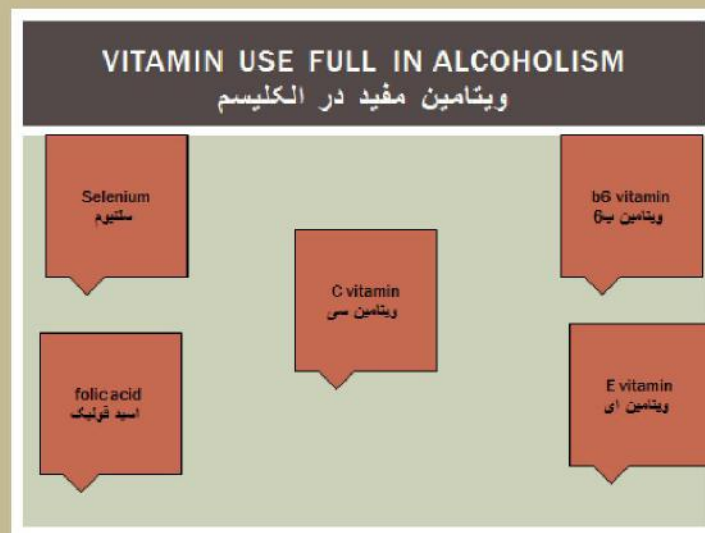 VITAMIN USE FULL IN ALCOHOLISM
ویتامین مفید در الکلیسم
Selenium
سلنیوم
b6 vitamin
ویتامین ب6
C vitamin
ویتامین سی
folic acid
اسید فولیک
E vitamin
ویتامین ای